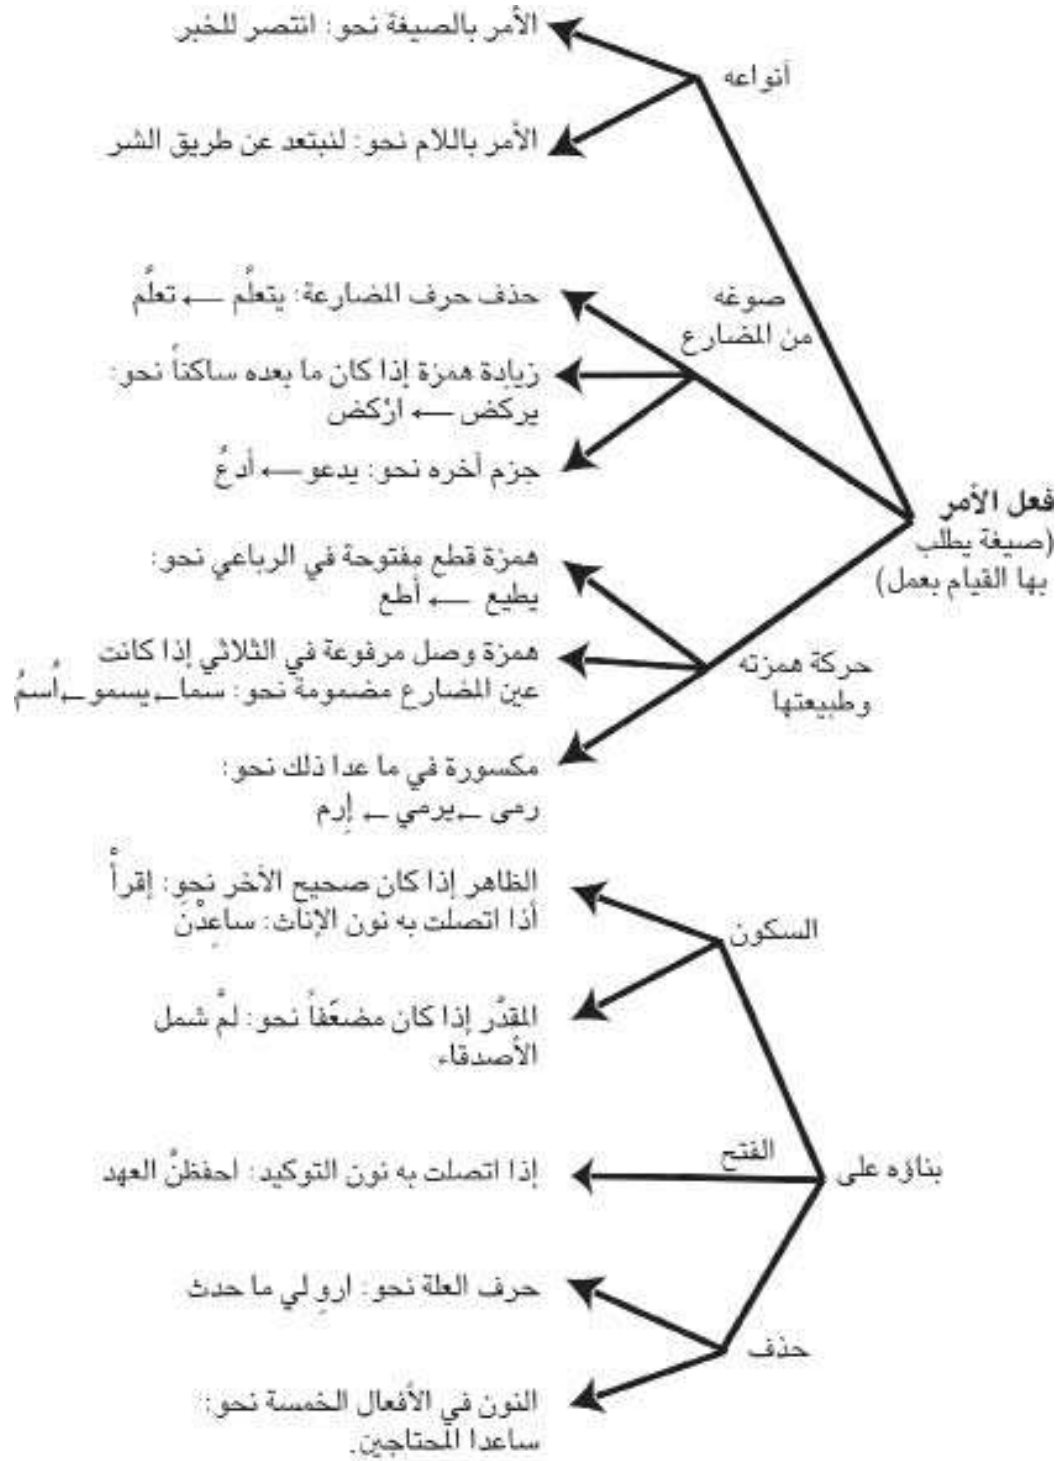 فعل الأمر
(صيغة يطلب
بها القيام بعمل)
أنواعه
الأمر بالصيغة نحو: انتصر للخير
الأمر باللام نحو: لنبتعد عن طريق الشر
صوغه
من المضارع
حذف حرف المضارعة: يتعلَّم ← تعلَّم
زيادة همزة إذا كان ما بعده ساكناً نحو:
يركض ← ارْكض
جزم آخره نحو: يدعو ← أدعُ
حركة همزته
وطبيعتها
همزة قطع مفتوحة في الرباعي نحو:
يطيع ← أطع
همزة وصل مرفوعة في الثلاثي إذا كانت
عين المضارع مضمومة نحو: سما ← يسمو ← اُسمُ
مكسورة في ما عدا ذلك نحو:
رمى ← يرمي ← إرم
بناؤه على
السكون
الظاهر إذا كان صحيح الآخر نحو: إقرأْ
أذا اتصلت به نون الإناث: ساعِدْنَ
المقدَّر إذا كان مضعّفاً نحو: لمَّ شمل
الأصدقاء
الفتح
إذا اتصلت به نون التوكيد: احفظنَّ العهد
حذف
حرف العلة نحو: اروِ لي ما حدث
النون في الأفعال الخمسة نحو:
ساعدا المحتاجين.